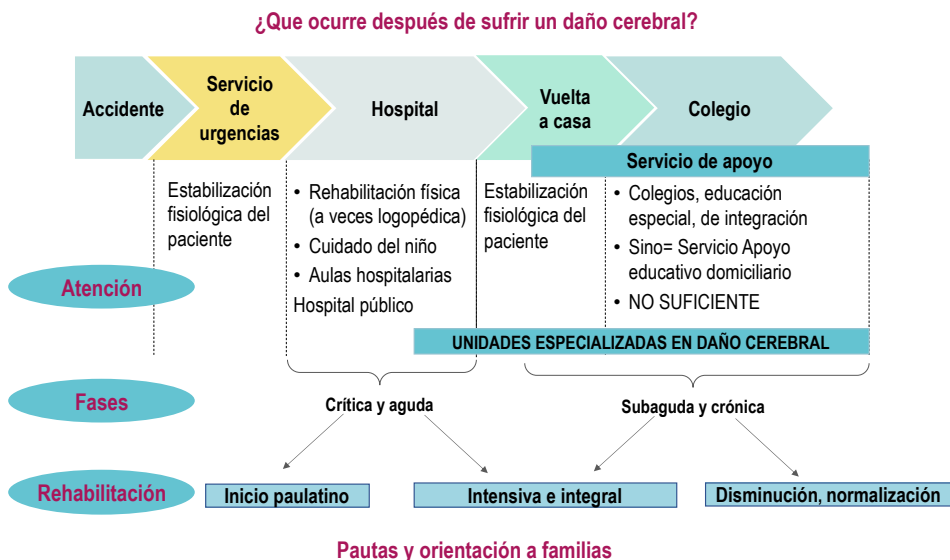 ¿Que ocurre después de sufrir un daño cerebral?
Accidente
Servicio
de
urgencias
Hospital
Vuelta
a casa
Colegio
Servicio de apoyo
Atención
Estabilización
fisiológica del
paciente
• Rehabilitación física
(a veces logopédica)
• Cuidado del niño
• Aulas hospitalarias
Hospital público
Estabilización
fisiológica del
paciente
• Colegios, educación
especial, de integración
• Sino= Servicio Apoyo
educativo domiciliario
• NO SUFICIENTE
UNIDADES ESPECIALIZADAS EN DAÑO CEREBRAL
Fases
Crítica y aguda
Subaguda y crónica
Rehabilitación
Inicio paulatino
Intensiva e integral
Disminución, normalización
Pautas y orientación a familias